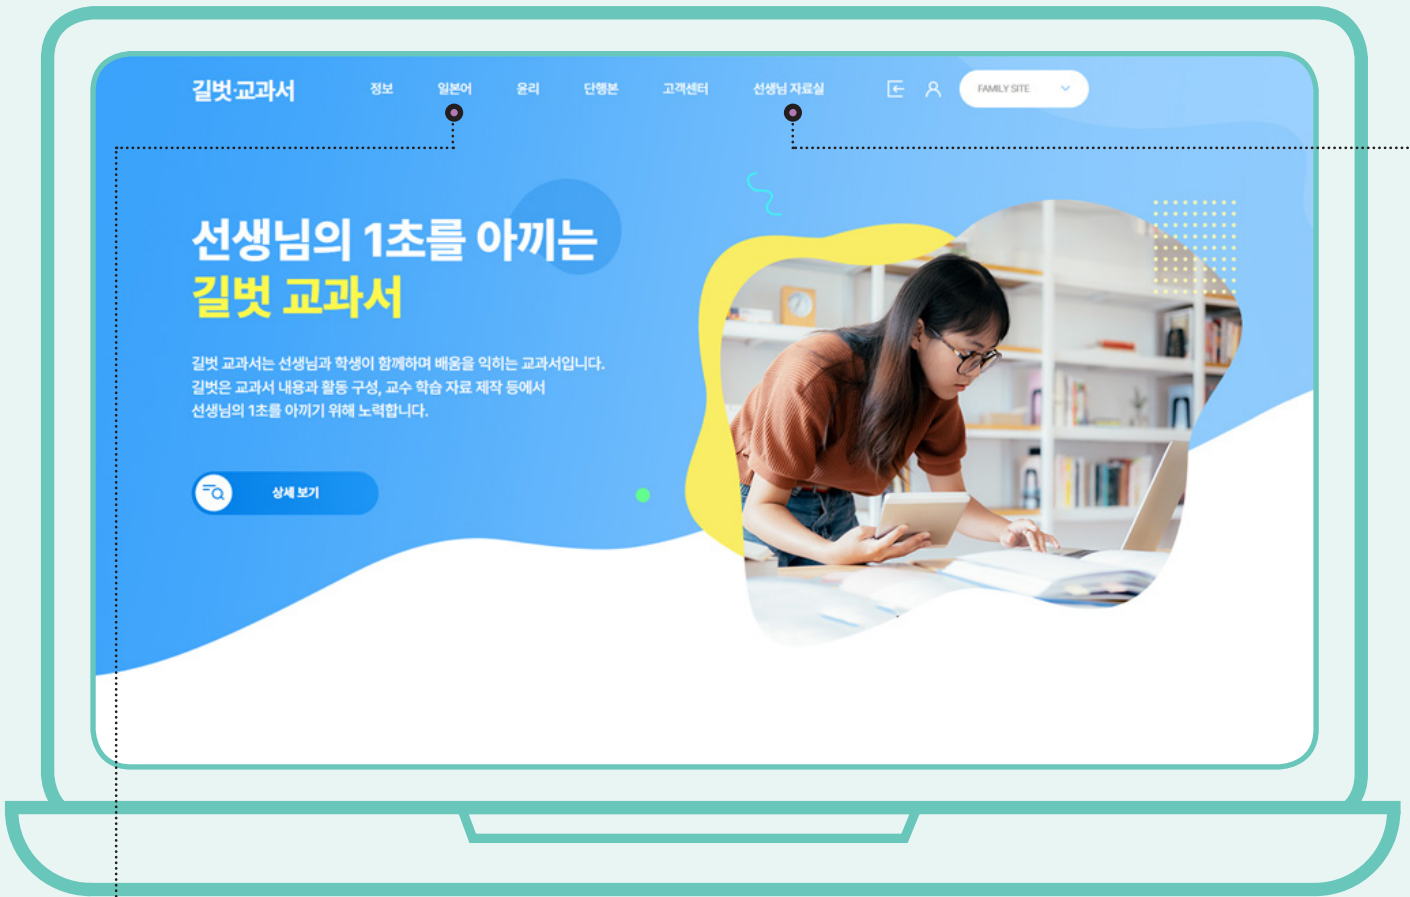 길벗·교과서
정보 일본어 윤리 단행본 고객센터 선생님 자료실 FAMILY SITE
선생님의 1초를 아끼는
길벗 교과서
길벗 교과서는 선생님과 학생이 함께하며 배움을 익히는 교과서입니다.
길벗은 교과서 내용과 활동 구성, 교수 학습 자료 제작 등에서
선생님의 1초를 아끼기 위해 노력합니다.
상세 보기